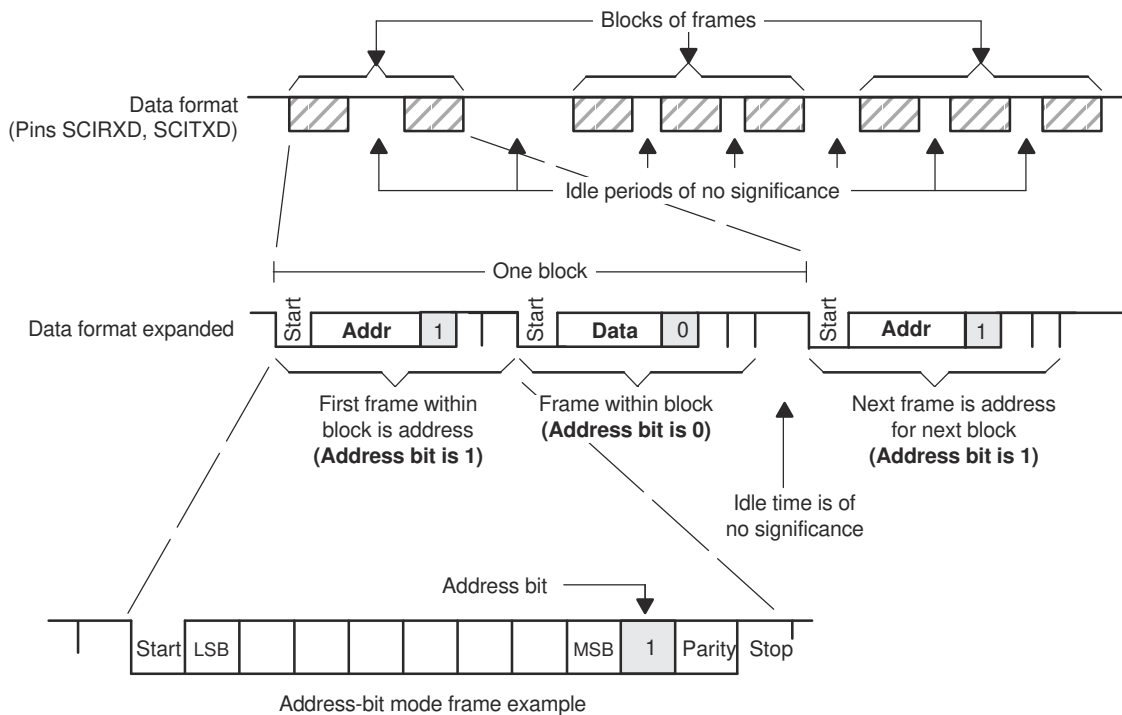 Blocks of frames
Data format
(Pins SCIRXD, SCITXD)
Idle periods of no significance
One block
Data format expanded
Start
Addr
1
Start
Data
0
Start
Addr
1
First frame within
block is address
(Address bit is 1)
Frame within block
(Address bit is 0)
Next frame is address
for next block
(Address bit is 1)
Idle time is of
no significance
Address bit
Start
LSB
MSB
1
Parity
Stop
Address-bit mode frame example